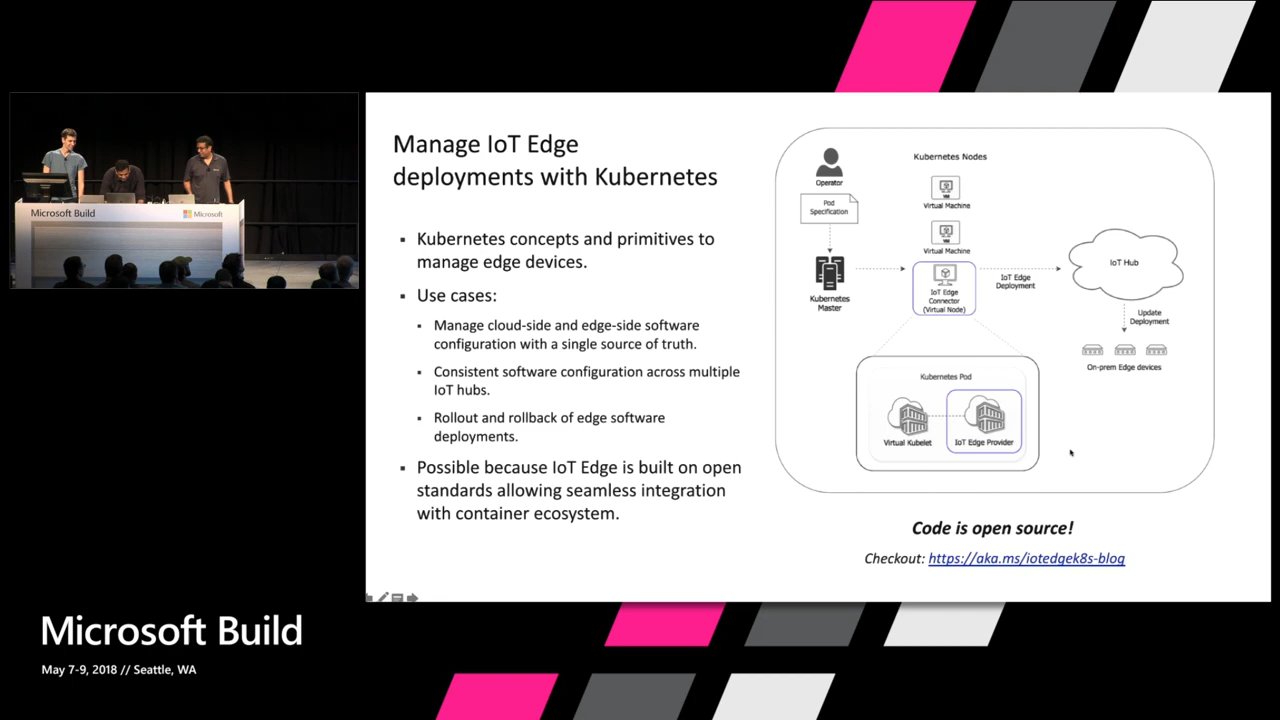 Microsoft Build
Microsoft
Manage IoT Edge
deployments with Kubernetes
▪ Kubernetes concepts and primitives to
manage edge devices.
▪ Use cases:
▪ Manage cloud-side and edge-side software
configuration with a single source of truth.
▪ Consistent software configuration across multiple
IoT hubs.
▪ Rollout and rollback of edge software
deployments.
▪ Possible because IoT Edge is built on open
standards allowing seamless integration
with container ecosystem.
Operator
Pod
Specification
Kubernetes
Master
Kubernetes Nodes
Virtual Machine
Virtual Machine
IoT Edge
Connector
(Virtual Node)
IoT Edge
Deployment
IoT Hub
Update
Deployment
On-prem Edge devices
Kubernetes Pod
Virtual Kubelet
IoT Edge Provider
Code is open source!
Checkout: https://aka.ms/iotedgek8s-blog
Microsoft Build
May 7-9, 2018 // Seattle, WA